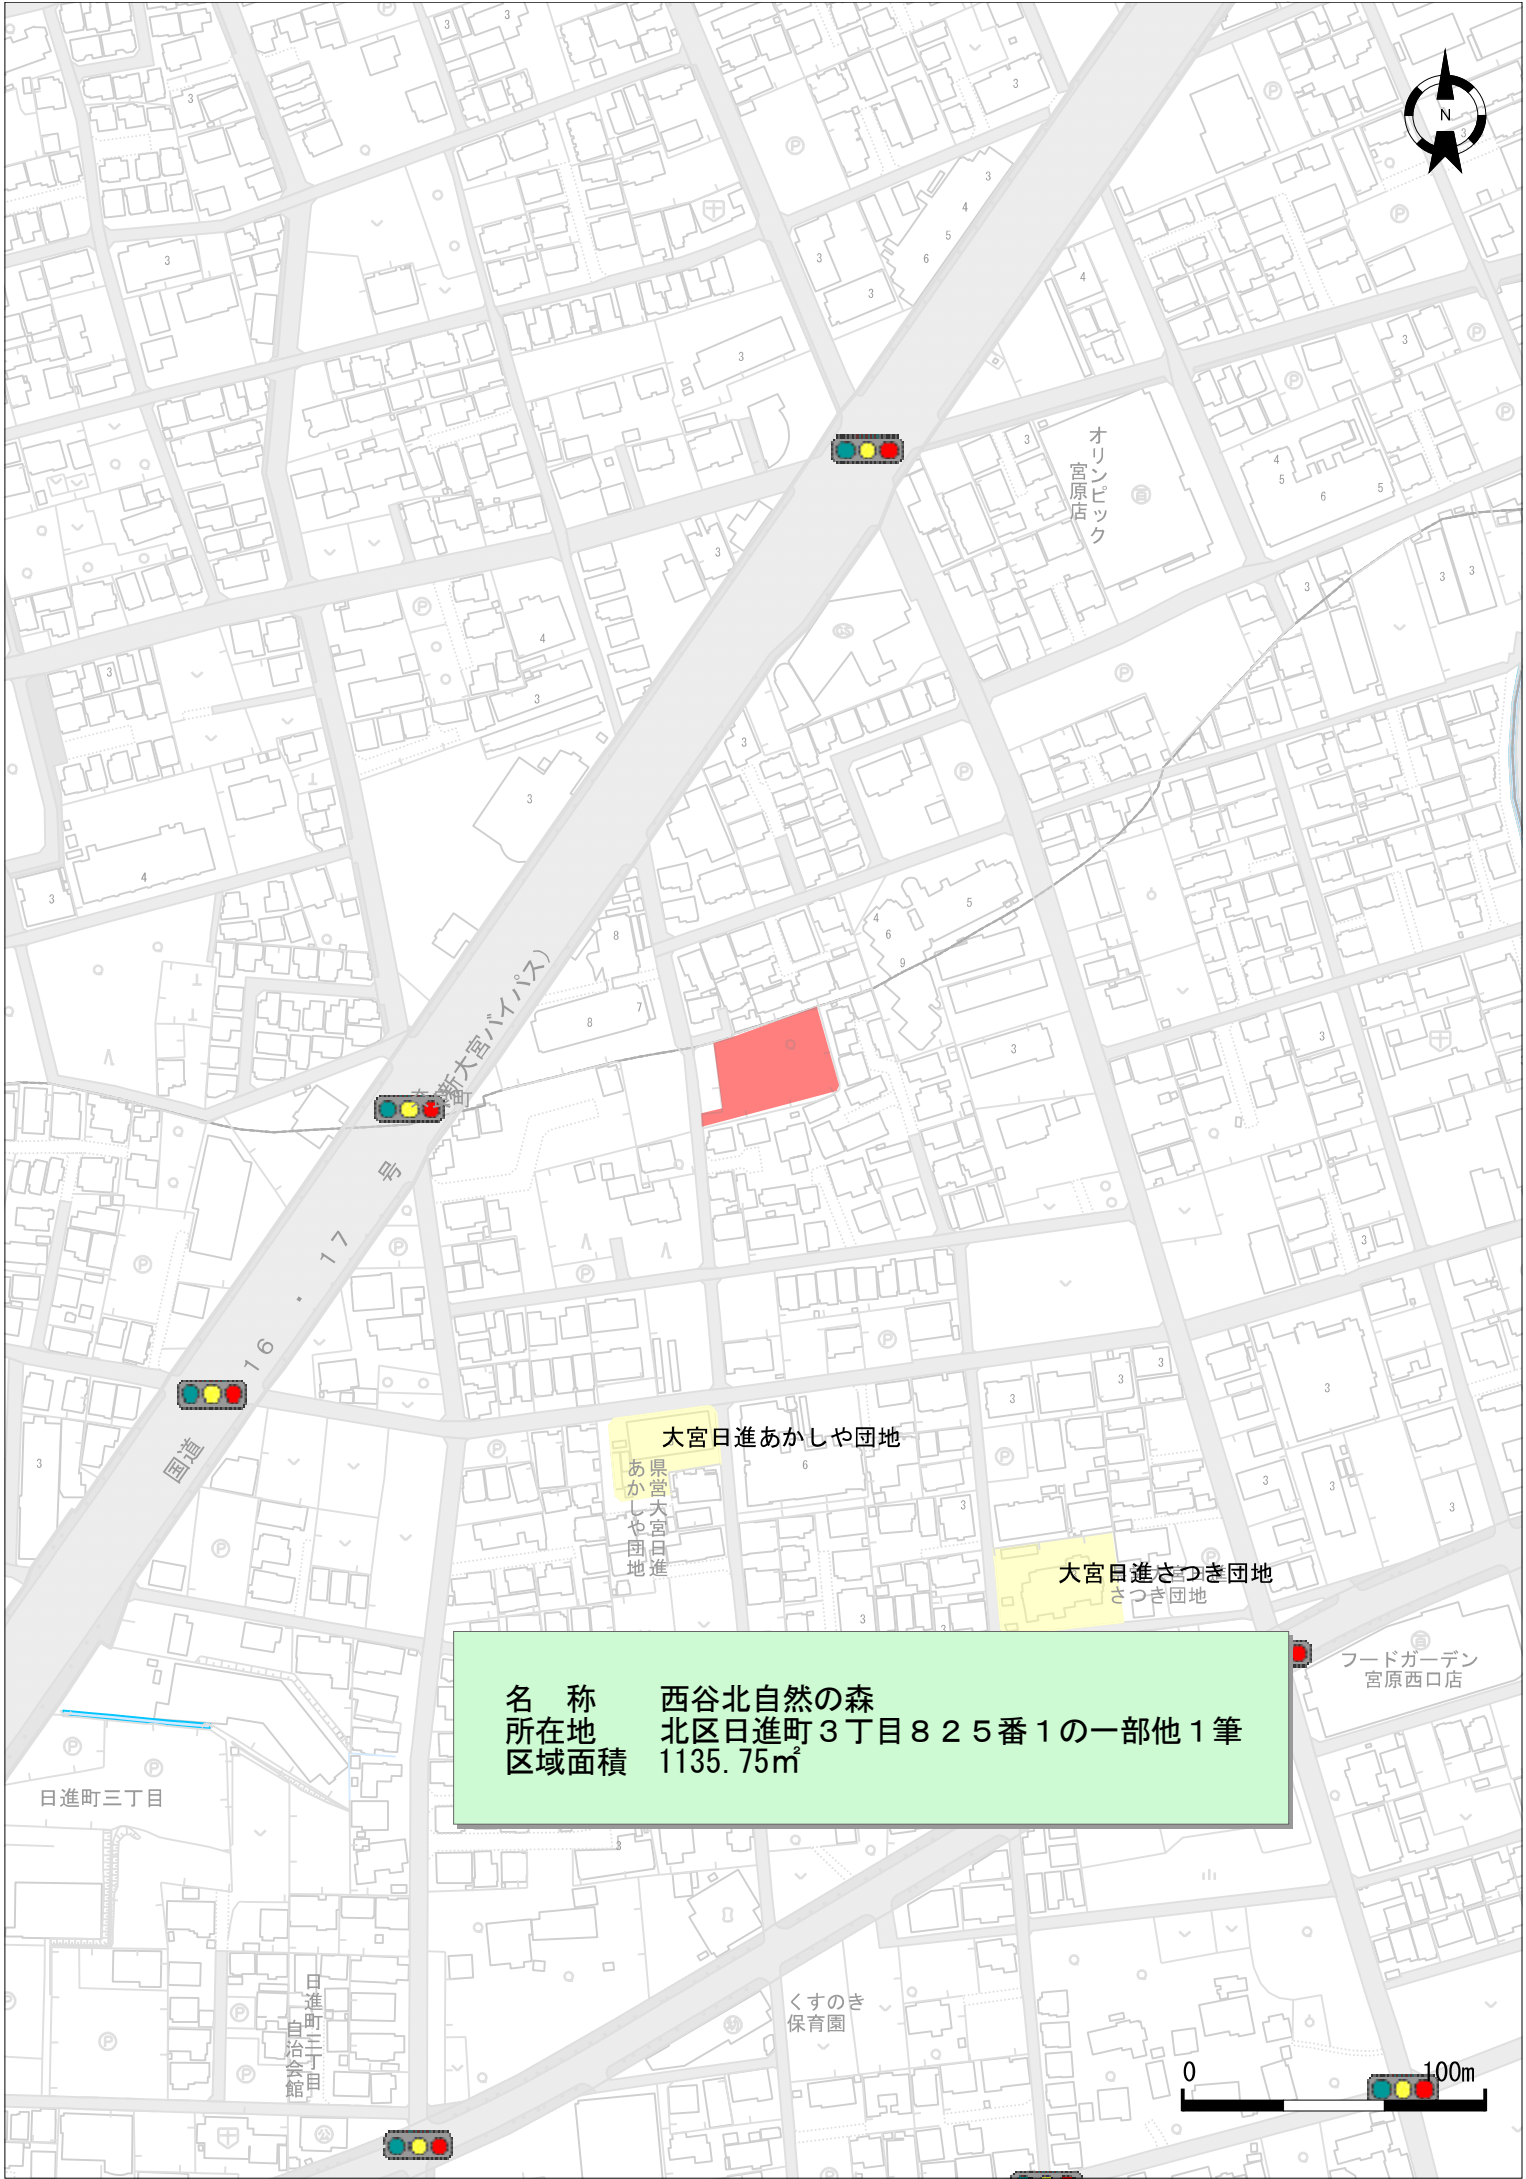 N
オリンピック
宮原店
新大宮バイパス）
号
17
・
16
国道
大宮日進あかしや団地
県営大宮日進
あかしや団地
大宮日進さつき団地
さつき団地
フードガーデン
宮原西口店
名　称　　西谷北自然の森
所在地　　北区日進町３丁目８２５番１の一部他１筆
区域面積　1135.75㎡
日進町三丁目
日進町三丁目
自治会館
くすのき
保育園
0　100m